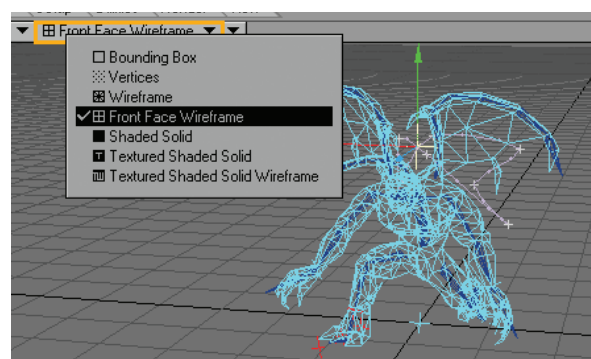 Front Face Wireframe
Bounding Box
Vertices
Wireframe
Front Face Wireframe
Shaded Solid
Textured Shaded Solid
Textured Shaded Solid Wireframe